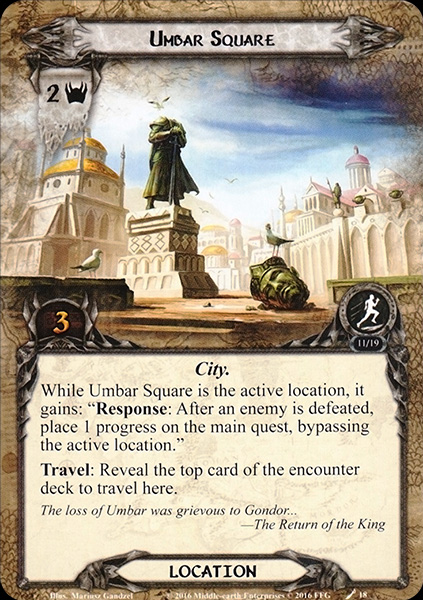 UMBAR SQUARE
2
3
11/19
City.
While Umbar Square is the active location, it
gains: “Response: After an enemy is defeated,
place 1 progress on the main quest, bypassing
the active location.”
Travel: Reveal the top card of the encounter
deck to travel here.
The loss of Umbar was grievous to Gondor...
—The Return of the King
LOCATION
Illus. Mariusz Gandzel © 2016 Middle-earth Enterprises © 2016 FFG 18